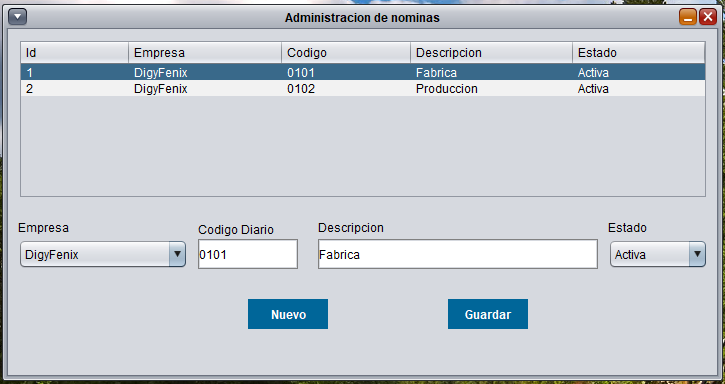 Administracion de nominas
Id Empresa Codigo Descripcion Estado
1 DigyFenix 0101 Fabrica Activa
2 DigyFenix 0102 Produccion Activa
Empresa Codigo Diario Descripcion Estado
DigyFenix 0101 Fabrica Activa
Nuevo Guardar